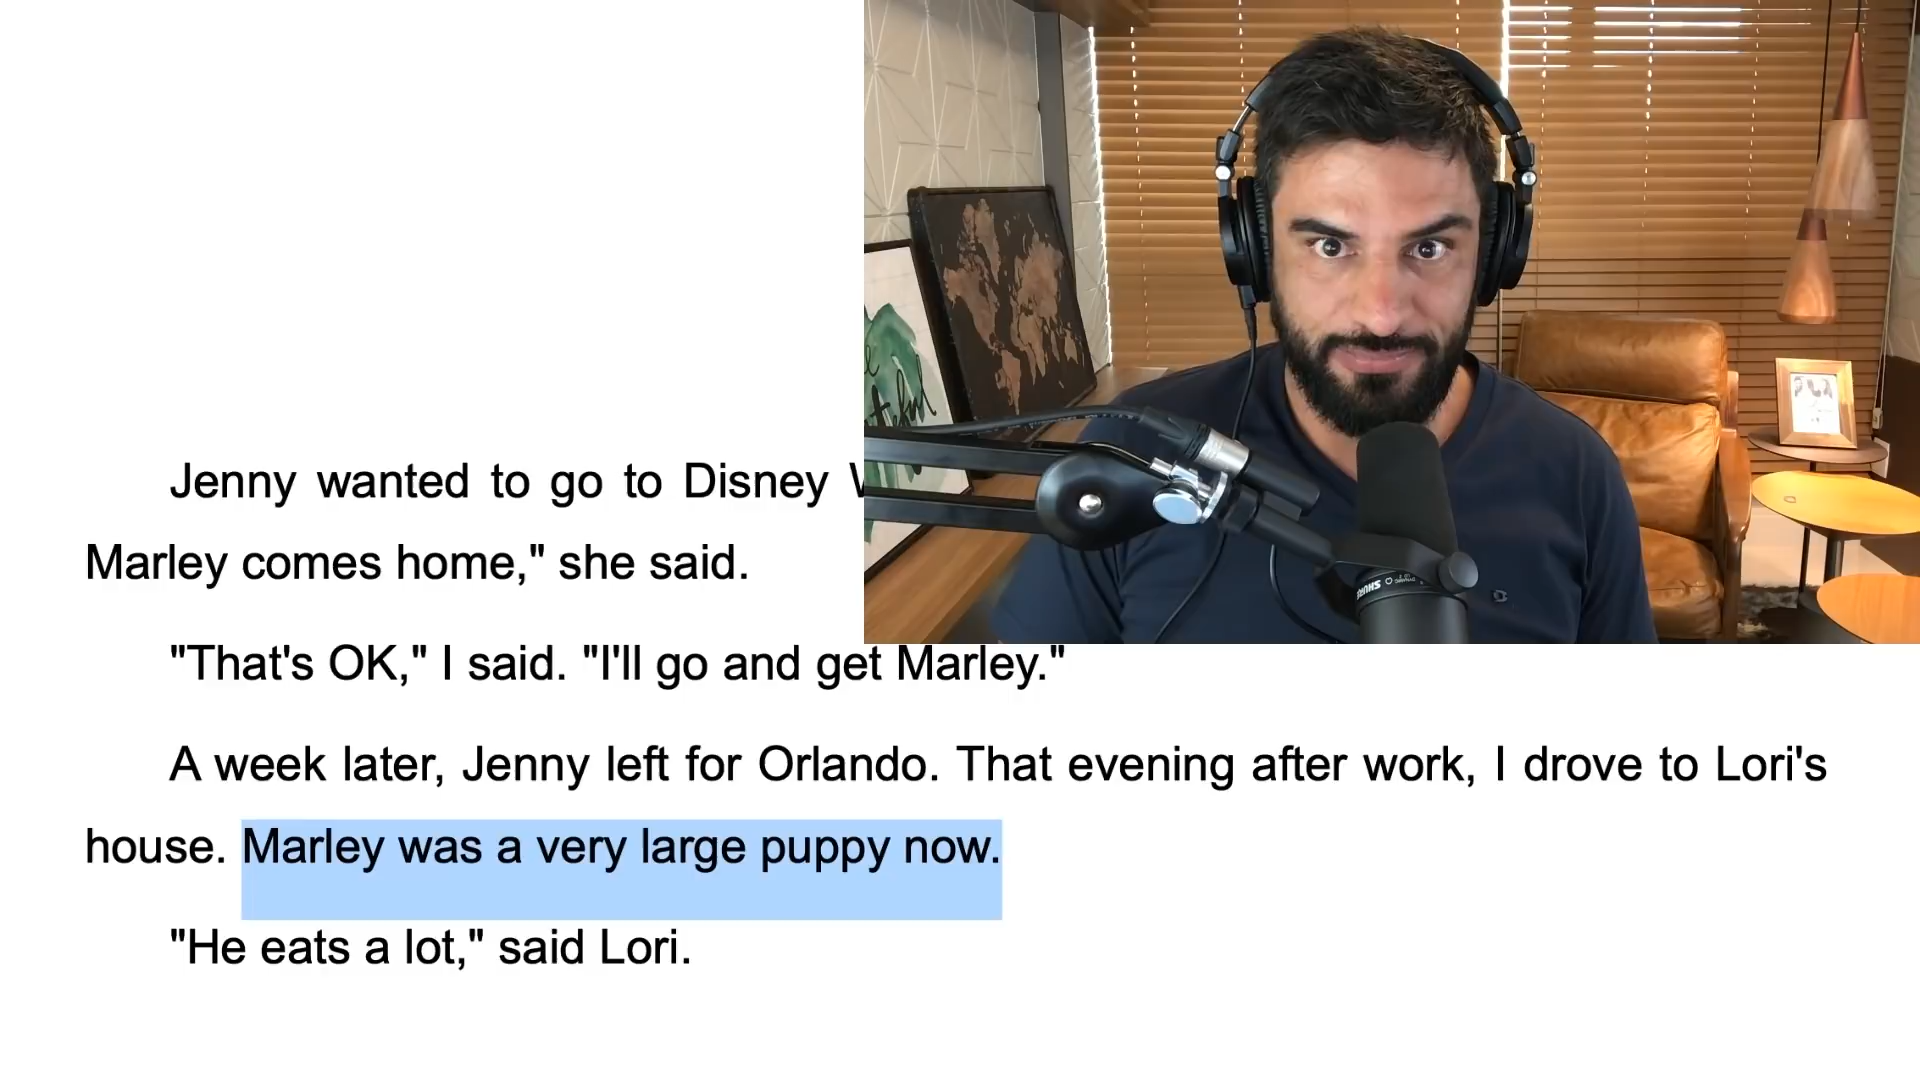 Jenny wanted to go to Disney
Marley comes home," she said.
"That's OK," I said. "I'll go and get Marley."
A week later, Jenny left for Orlando. That evening after work, I drove to Lori's
house. Marley was a very large puppy now.
"He eats a lot," said Lori.
SHURE